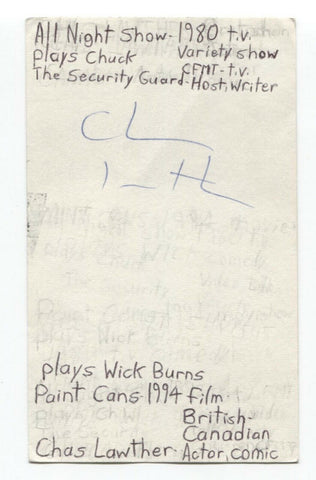 All Night Show - 1980 t.v.
plays Chuck Variety show
The Security Guard - CFMT - t.v.
Host, Writer
plays Wick Burns
Paint Cans - 1994 film
British -
Canadian
Chas Lawther - Actor, comic